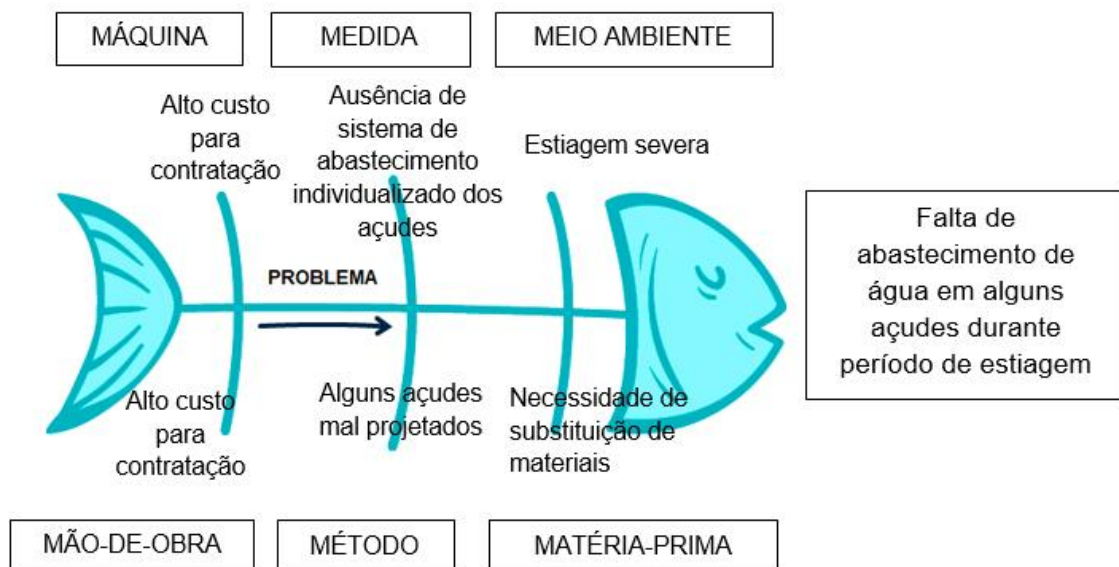 MÁQUINA
MEDIDA
MEIO AMBIENTE
Alto custo
para
contratação
Ausência de
sistema de
abastecimento
individualizado dos
açudes
Estiagem severa
PROBLEMA
Falta de
abastecimento de
água em alguns
açudes durante
período de estiagem
Alto custo
para
contratação
Alguns açudes
mal projetados
Necessidade de
substituição de
materiais
MÃO-DE-OBRA
MÉTODO
MATÉRIA-PRIMA